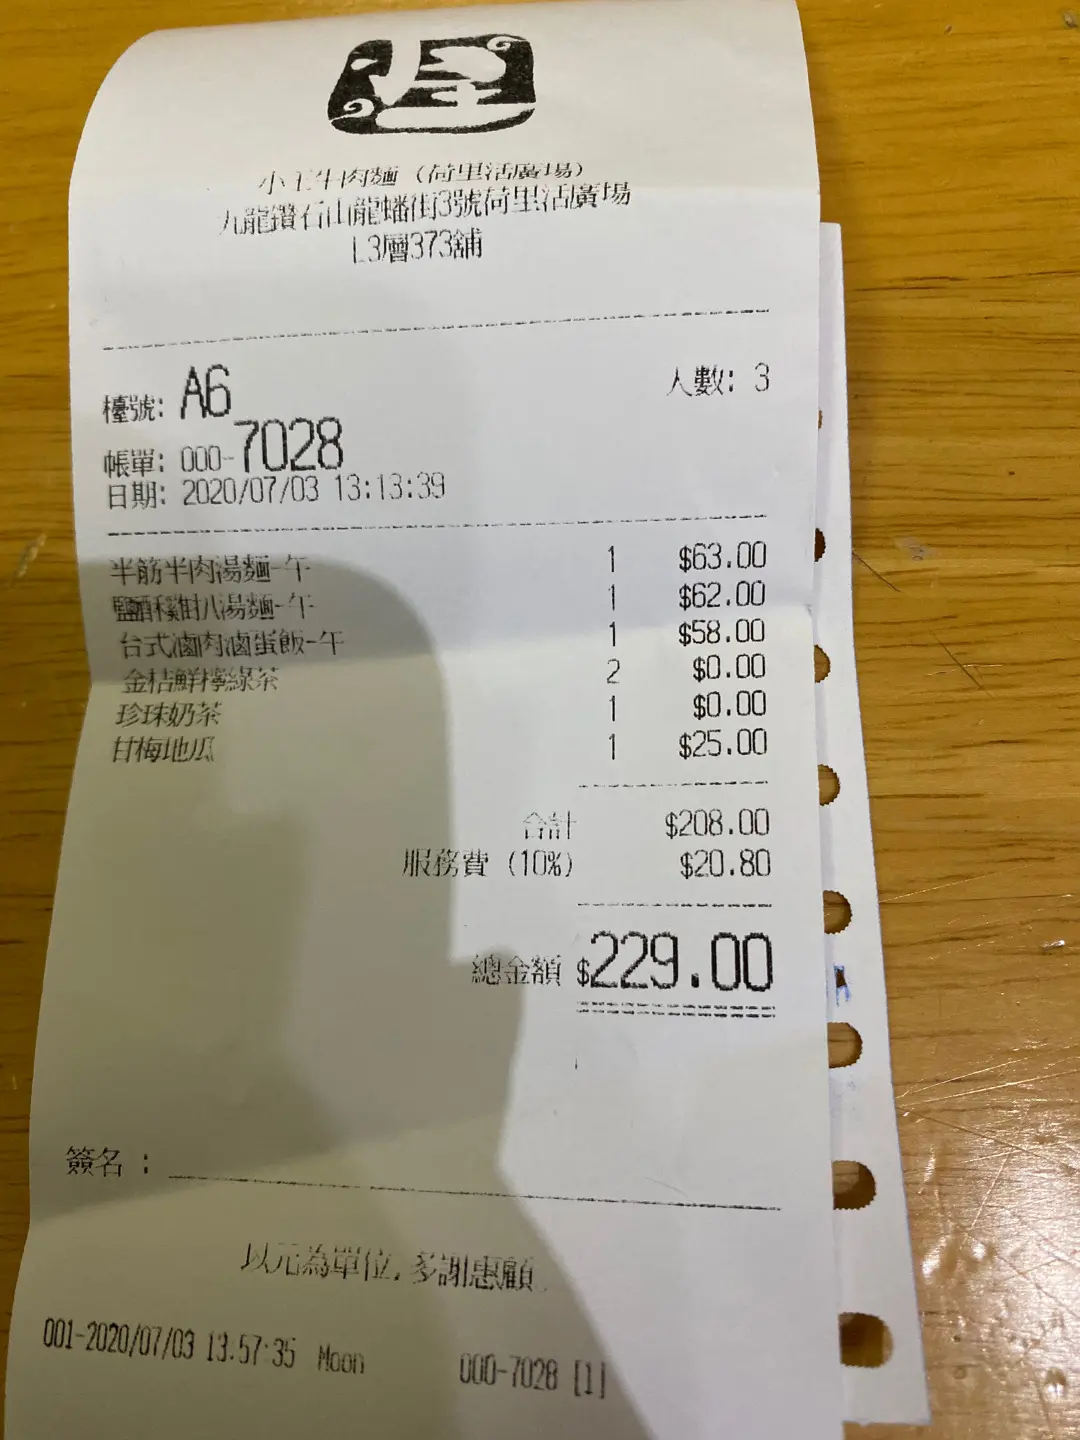 小王牛肉麵 (荷里活廣場)
九龍鑽石山龍蟠街3號荷里活廣場
L3層373舖
檯號: A6 人數: 3
帳單: 000-7028
日期: 2020/07/03 13:13:39
半筋半肉湯麵-午 1 $63.00
鹽酥雞扒湯麵-午 1 $62.00
台式滷肉滷蛋飯-午 1 $58.00
金桔鮮檸綠茶 2 $0.00
珍珠奶茶 1 $0.00
甘梅地瓜 1 $25.00
合計 $208.00
服務費 (10%) $20.80
總金額 $229.00
簽名 :
以元為單位, 多謝惠顧
001-2020/07/03 13:57:35 Moon 000-7028 [1]